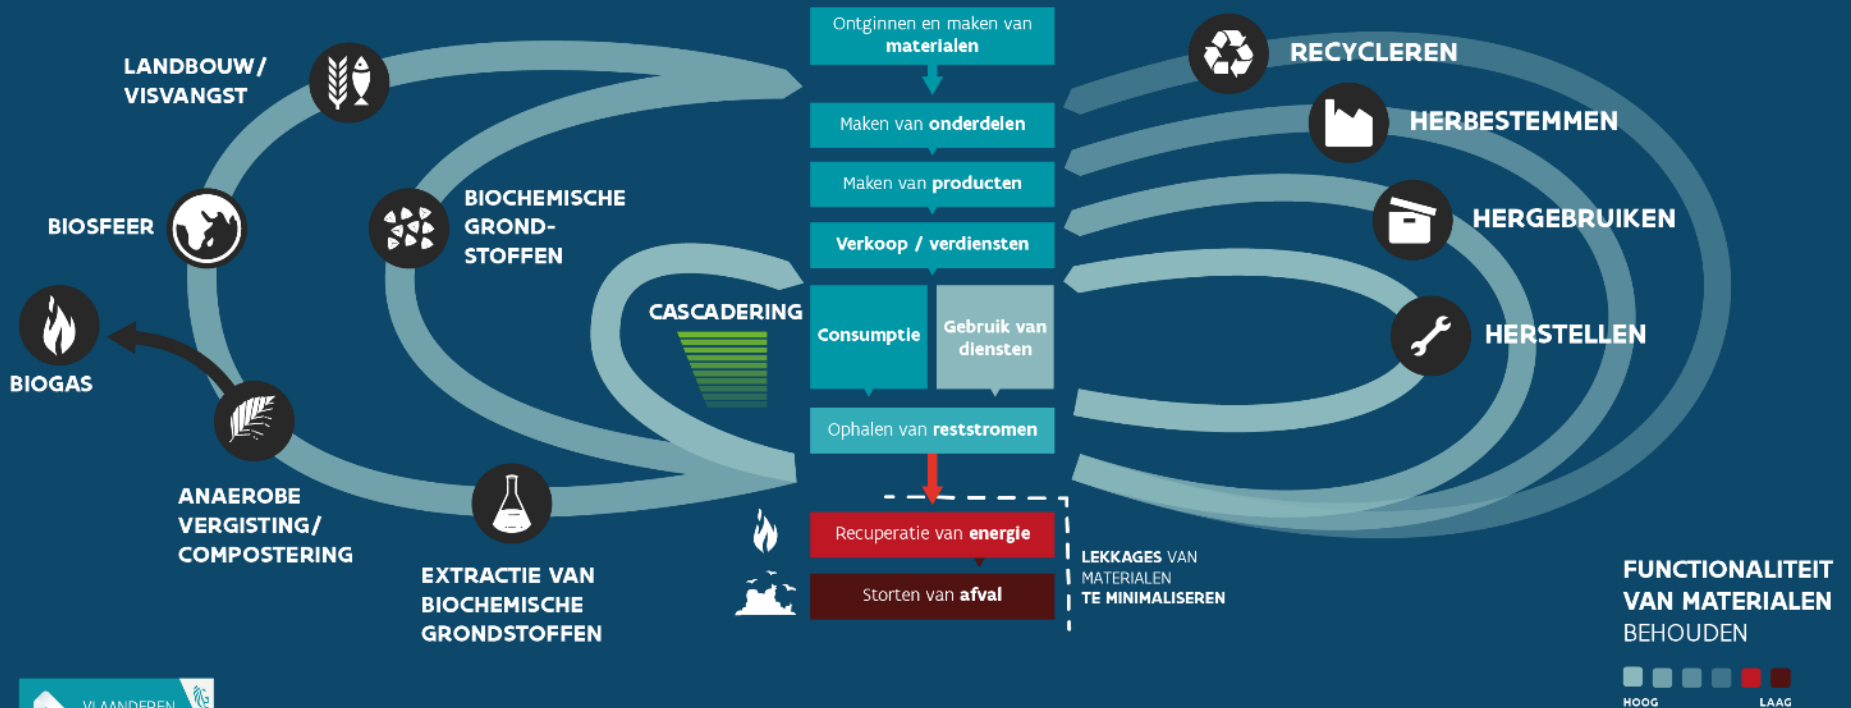 Ontginnen en maken van
materialen
Maken van onderdelen
Maken van producten
Verkoop / verdiensten
Consumptie
Gebruik van
diensten
Ophalen van reststromen
Recuperatie van energie
Storten van afval
LEKKAGES VAN
MATERIALEN
TE MINIMALISEREN
LANDBOUW/
VISVANGST
BIOSFEER
BIOCHEMISCHE
GROND-
STOFFEN
CASCADERING
BIOGAS
ANAEROBE
VERGISTING/
COMPOSTERING
EXTRACTIE VAN
BIOCHEMISCHE
GRONDSTOFFEN
RECYCLEREN
HERBESTEMMEN
HERGEBRUIKEN
HERSTELLEN
FUNCTIONALITEIT
VAN MATERIALEN
BEHOUDEN
HOOG LAAG
VLAANDEREN